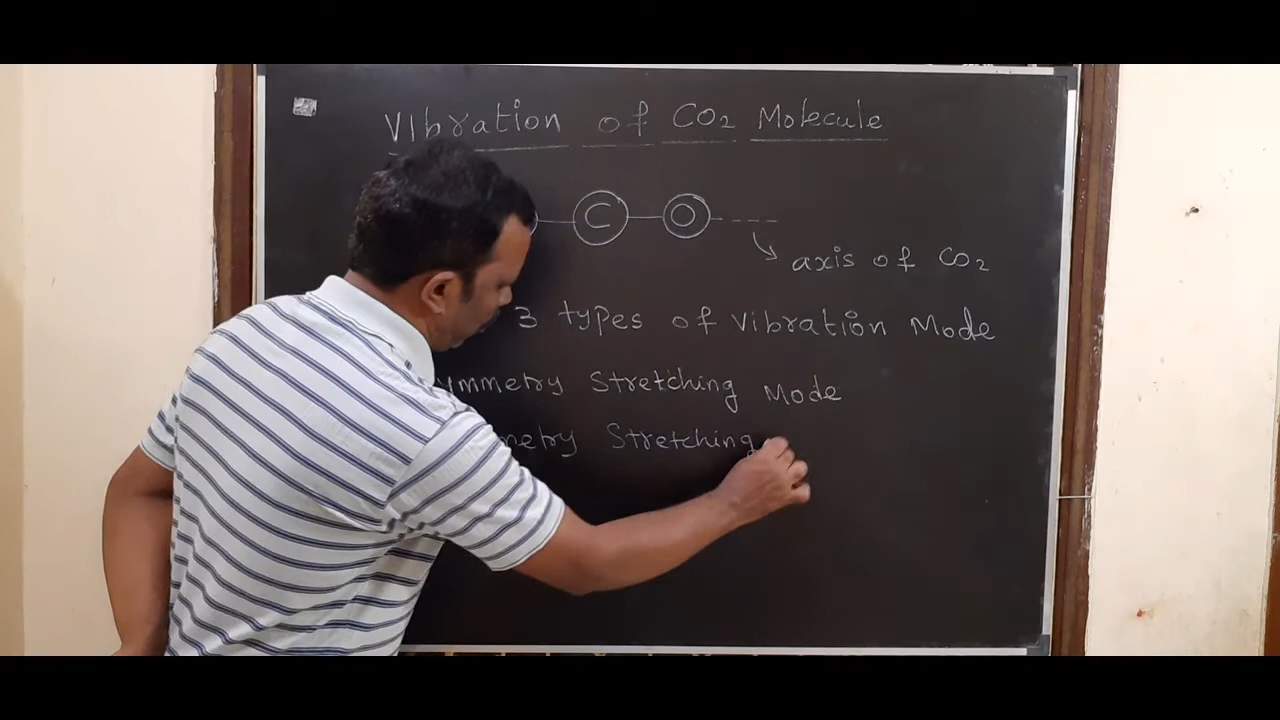 Vibration of CO2 Molecule
C O
axis of CO2
3 types of Vibration Mode
ymmetry Stretching Mode
metry Stretching